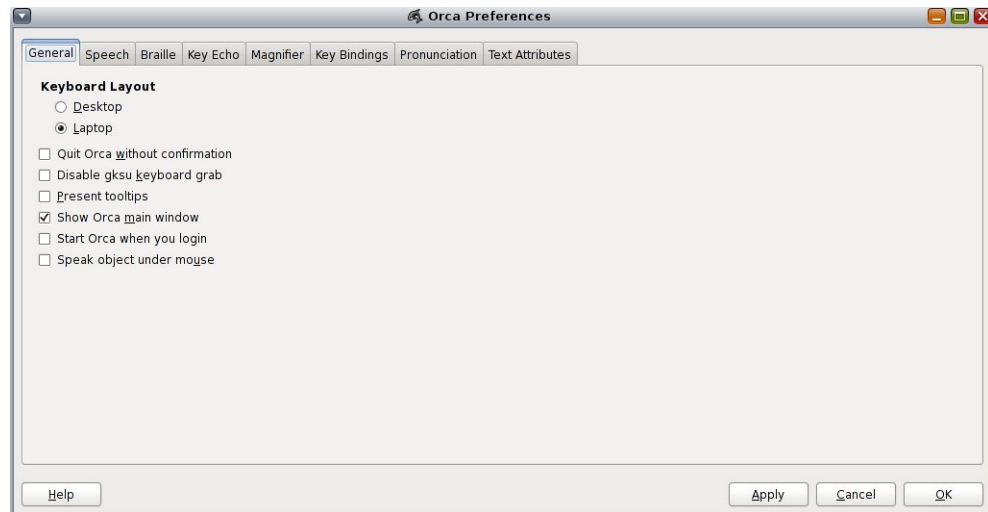 Orca Preferences
General Speech Braille Key Echo Magnifier Key Bindings Pronunciation Text Attributes
Keyboard Layout
Desktop
Laptop
Quit Orca without confirmation
Disable gksu keyboard grab
Present tooltips
Show Orca main window
Start Orca when you login
Speak object under mouse
Help Apply Cancel OK